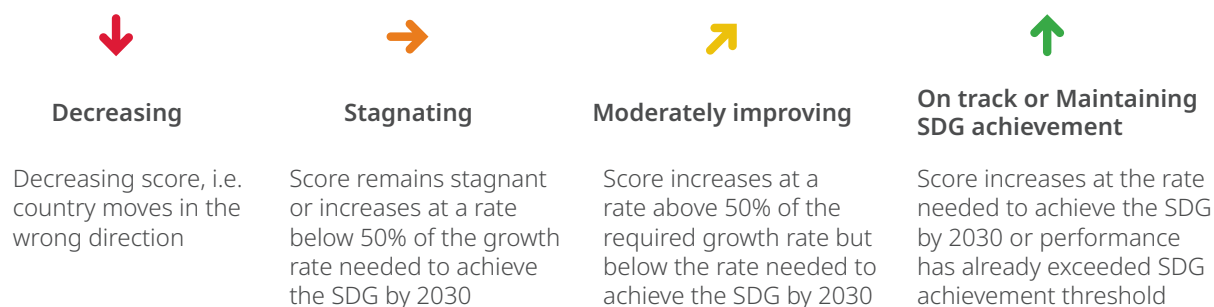 Decreasing
Decreasing score, i.e.
country moves in the
wrong direction
Stagnating
Score remains stagnant
or increases at a rate
below 50% of the growth
rate needed to achieve
the SDG by 2030
Moderately improving
Score increases at a
rate above 50% of the
required growth rate but
below the rate needed to
achieve the SDG by 2030
On track or Maintaining
SDG achievement
Score increases at the rate
needed to achieve the SDG
by 2030 or performance
has already exceeded SDG
achievement threshold